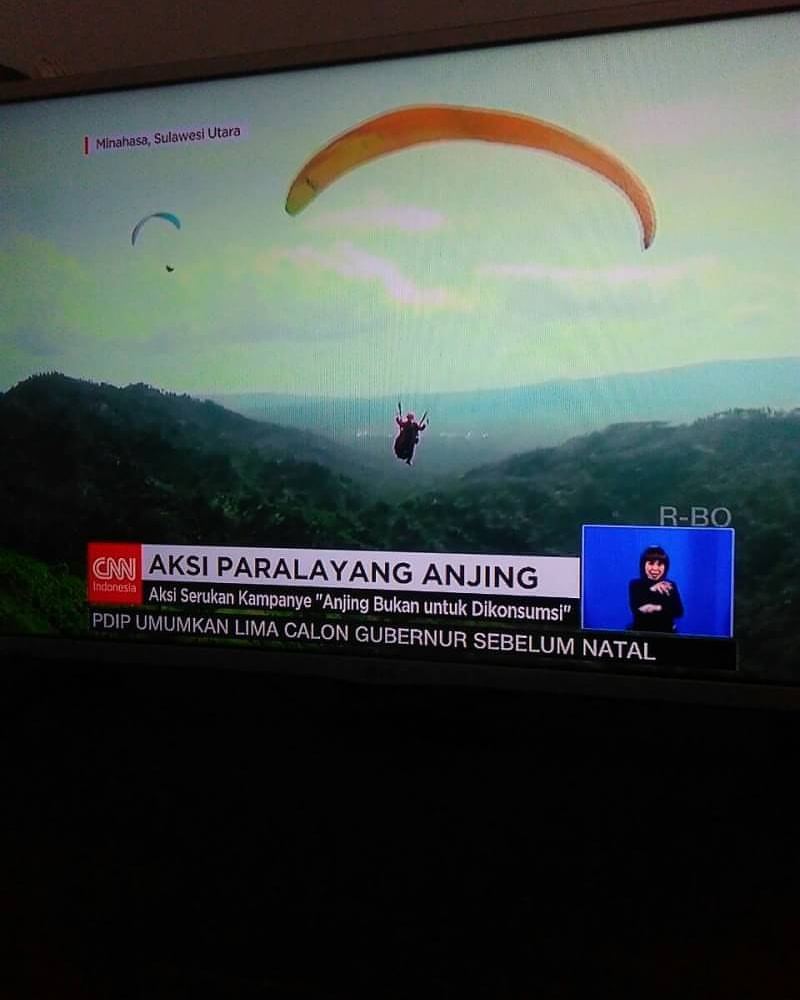 Minahasa, Sulawesi Utara
R-BO
CNN
Indonesia
AKSI PARALAYANG ANJING
Aksi Serukan Kampanye "Anjing Bukan untuk Dikonsumsi"
PDIP UMUMKAN LIMA CALON GUBERNUR SEBELUM NATAL